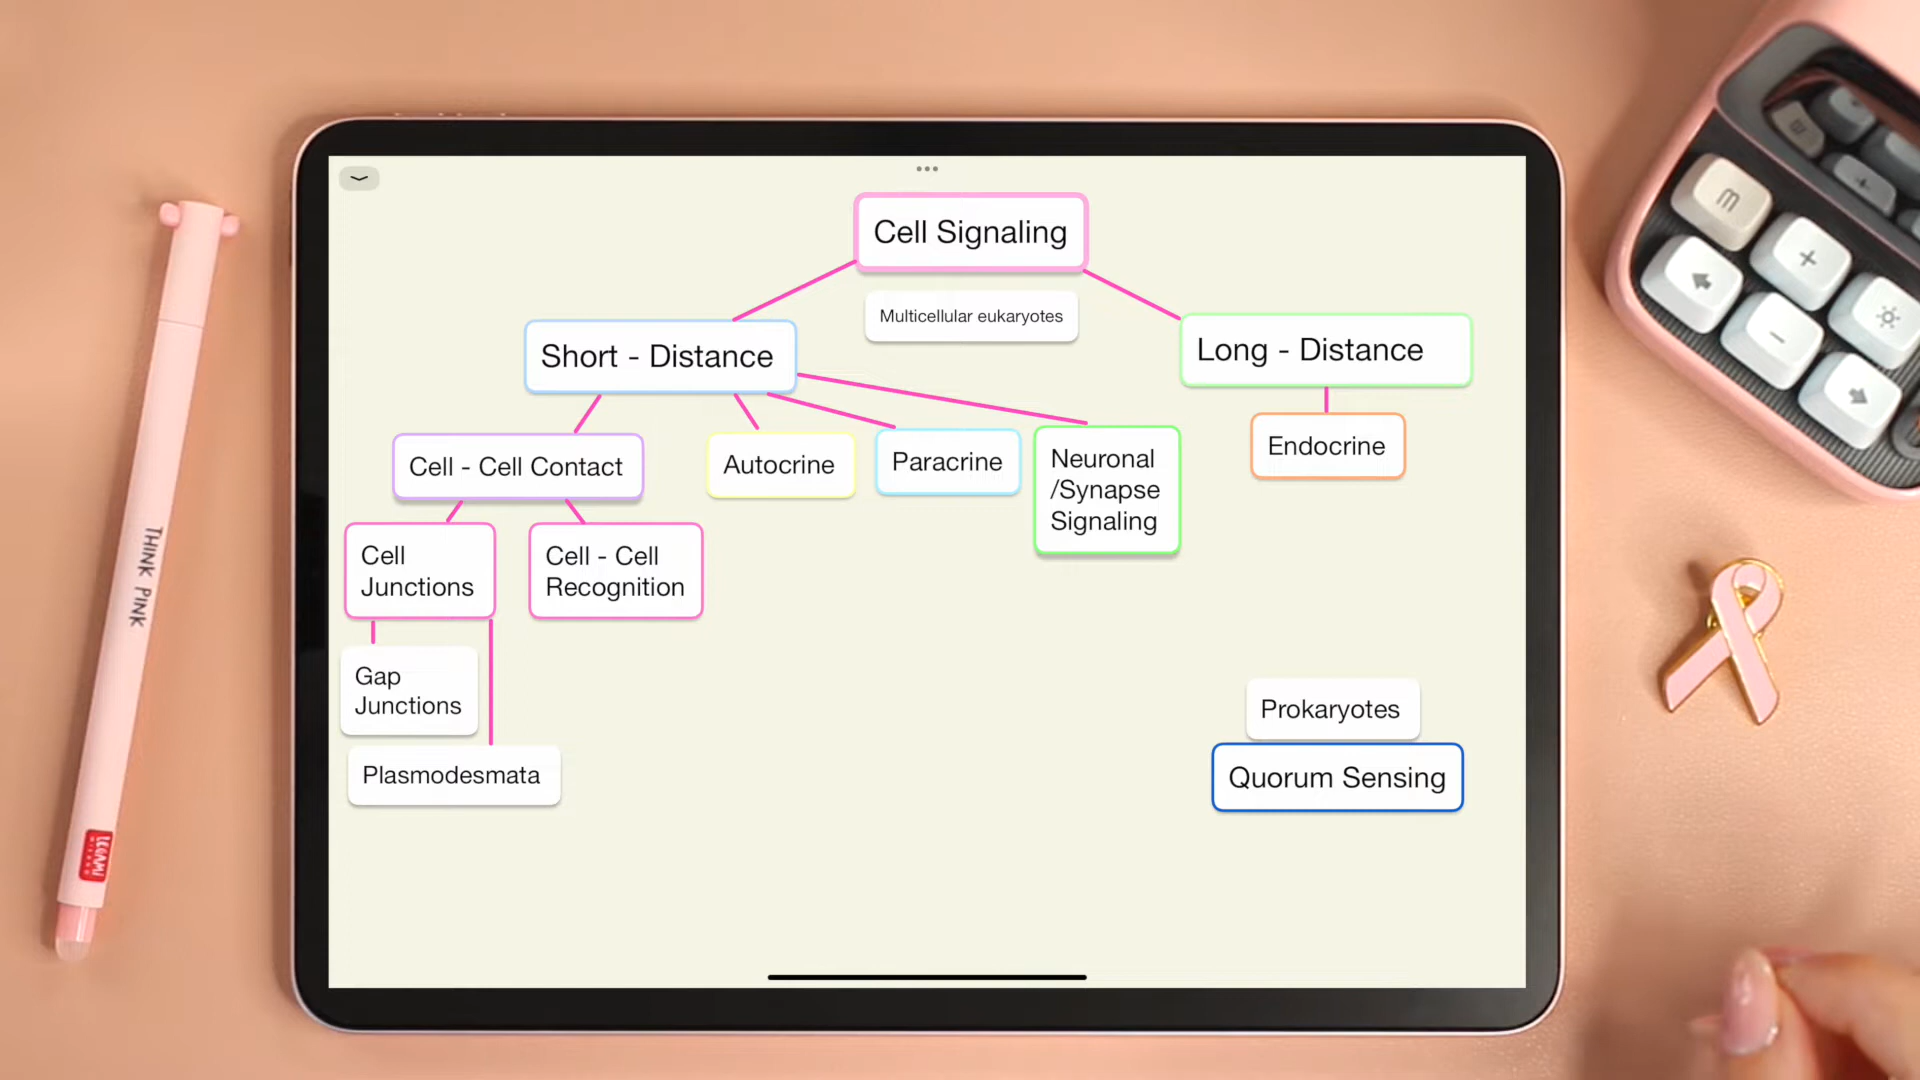 Cell Signaling
Multicellular eukaryotes
Short - Distance
Long - Distance
Cell - Cell Contact
Autocrine
Paracrine
Neuronal
/Synapse
Signaling
Endocrine
Cell
Junctions
Cell - Cell
Recognition
Gap
Junctions
Plasmodesmata
Prokaryotes
Quorum Sensing
THINK PINK
LEGAMI
m
+
−